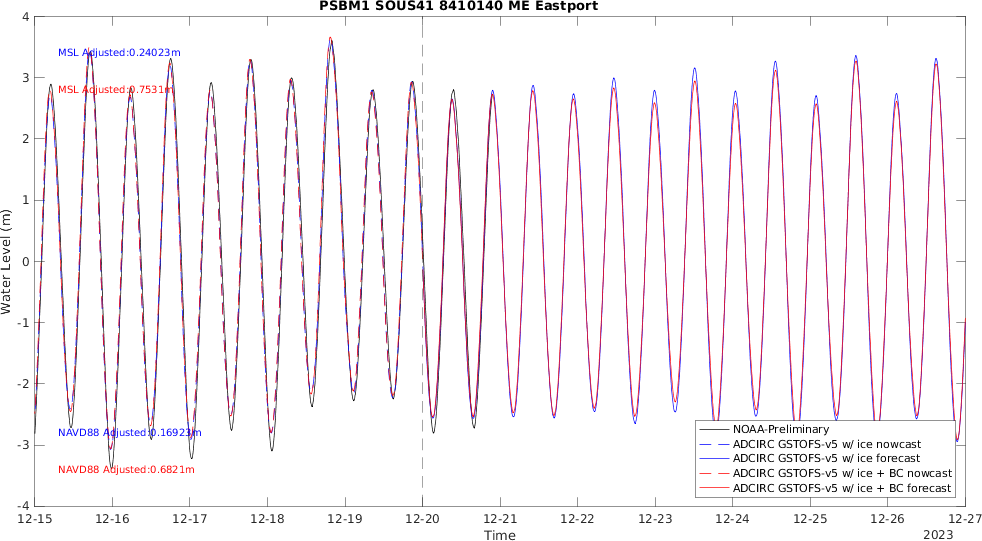 PSBM1 SOUS41 8410140 ME Eastport
4
3
2
1
0
-1
-2
-3
-4
Water Level (m)
MSL Adjusted:0.24023m
MSL Adjusted:0.7531m
NAVD88 Adjusted:0.16923m
NAVD88 Adjusted:0.6821m
NOAA-Preliminary
ADCIRC GSTOFS-v5 w/ ice nowcast
ADCIRC GSTOFS-v5 w/ ice forecast
ADCIRC GSTOFS-v5 w/ ice + BC nowcast
ADCIRC GSTOFS-v5 w/ ice + BC forecast
12-15 12-16 12-17 12-18 12-19 12-20 12-21 12-22 12-23 12-24 12-25 12-26 12-27
Time
2023